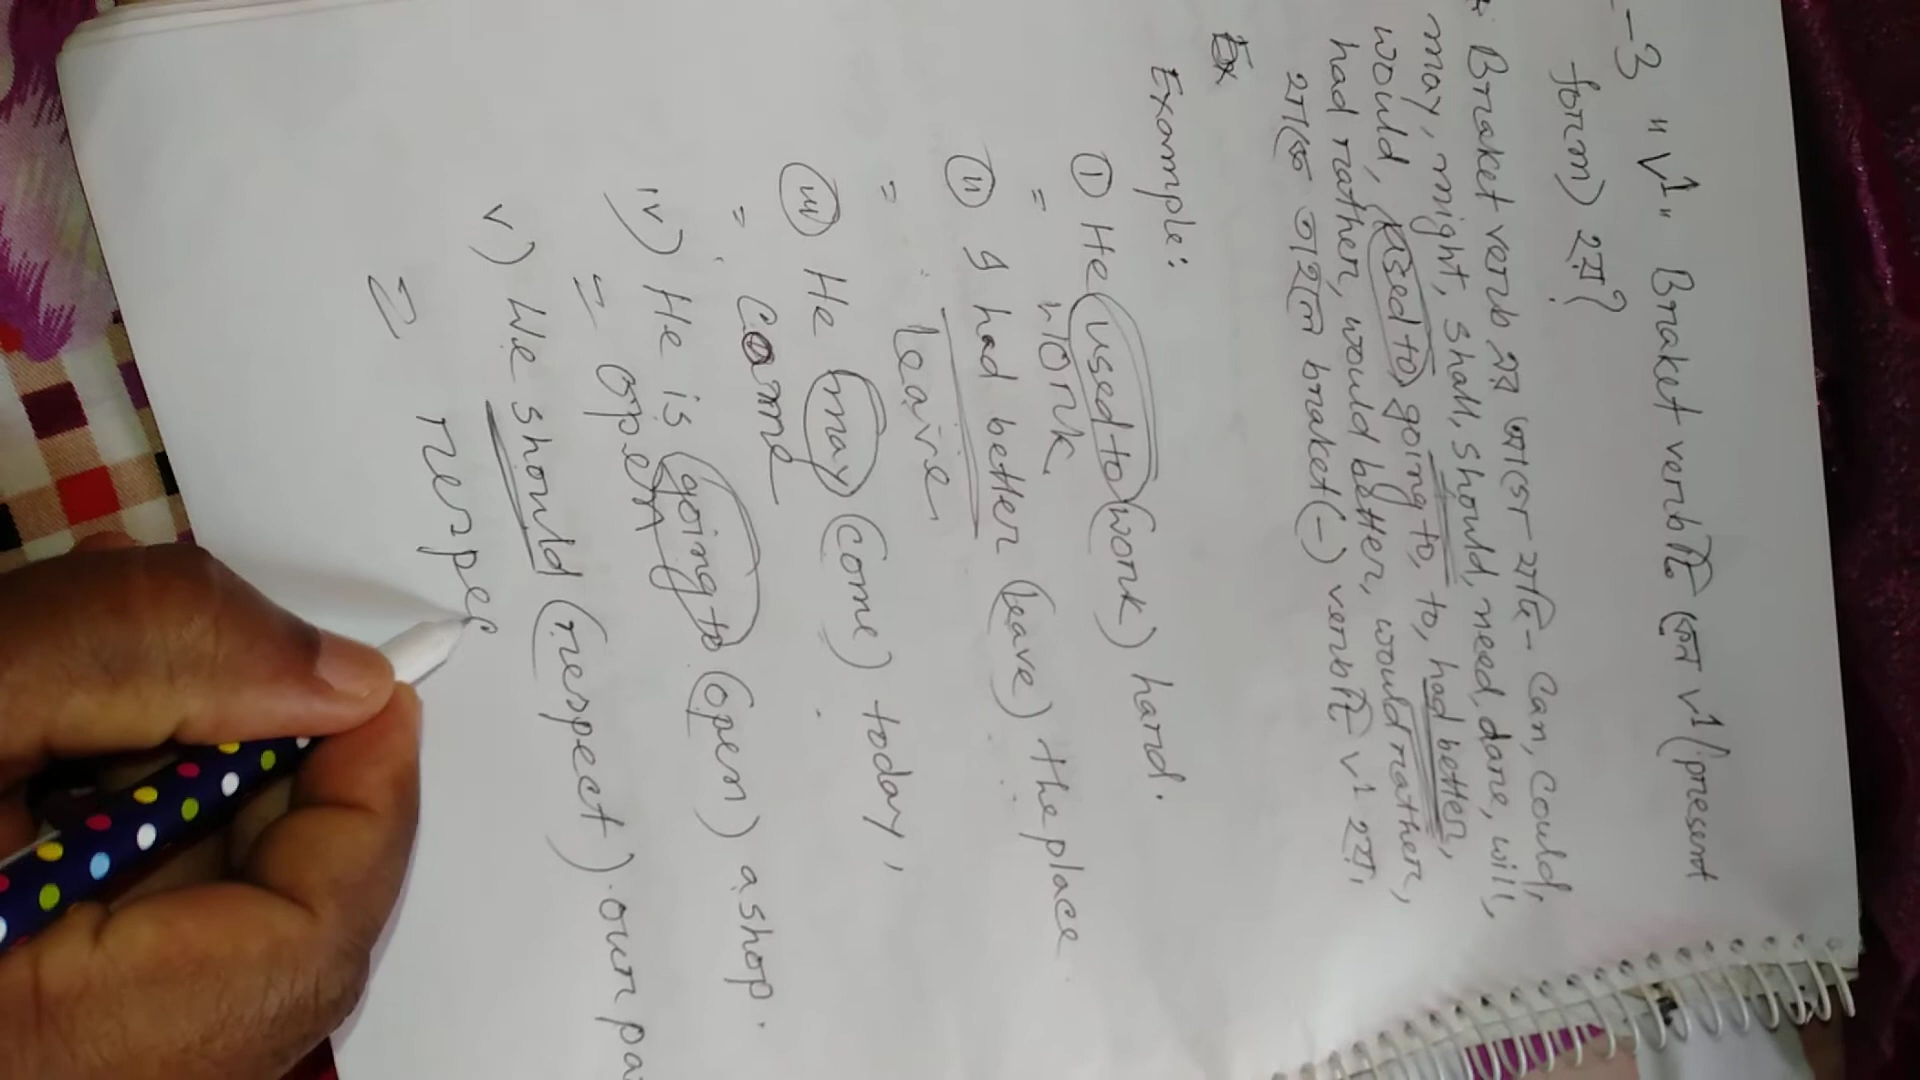 -3 "V1" Braket verbটি কেন V1 (present
form) হয়?
* Braket verb এর আগে যদি - Can, Could,
may, might, shall, should, need, dare, will,
would, used to, going to, to, had better,
had rather, would better, would rather,
থাকে তাহলে braket (-) verbটি V1 হয়।
Ex
Example:
i He used to (work) hard.
= work
ii I had better (leave) the place.
= leave
iii He may (come) today,
= come
iv) He is going to (open) a shop.
= open
v) We should (respect) our pa
= respec